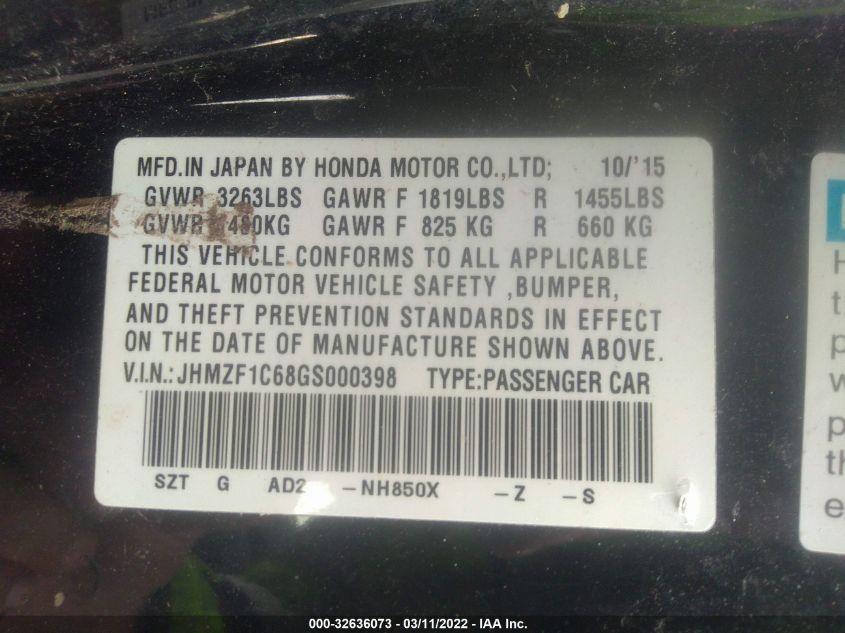 MFD.IN JAPAN BY HONDA MOTOR CO.,LTD; 10/'15
GVWR 3263LBS GAWR F 1819LBS R 1455LBS
GVWR 480KG GAWR F 825 KG R 660 KG
THIS VEHICLE CONFORMS TO ALL APPLICABLE
FEDERAL MOTOR VEHICLE SAFETY ,BUMPER,
AND THEFT PREVENTION STANDARDS IN EFFECT
ON THE DATE OF MANUFACTURE SHOWN ABOVE.
V.I.N.:JHMZF1C68GS000398 TYPE:PASSENGER CAR
SZT G AD2 -NH850X -Z -S
000-32636073 - 03/11/2022 - IAA Inc.